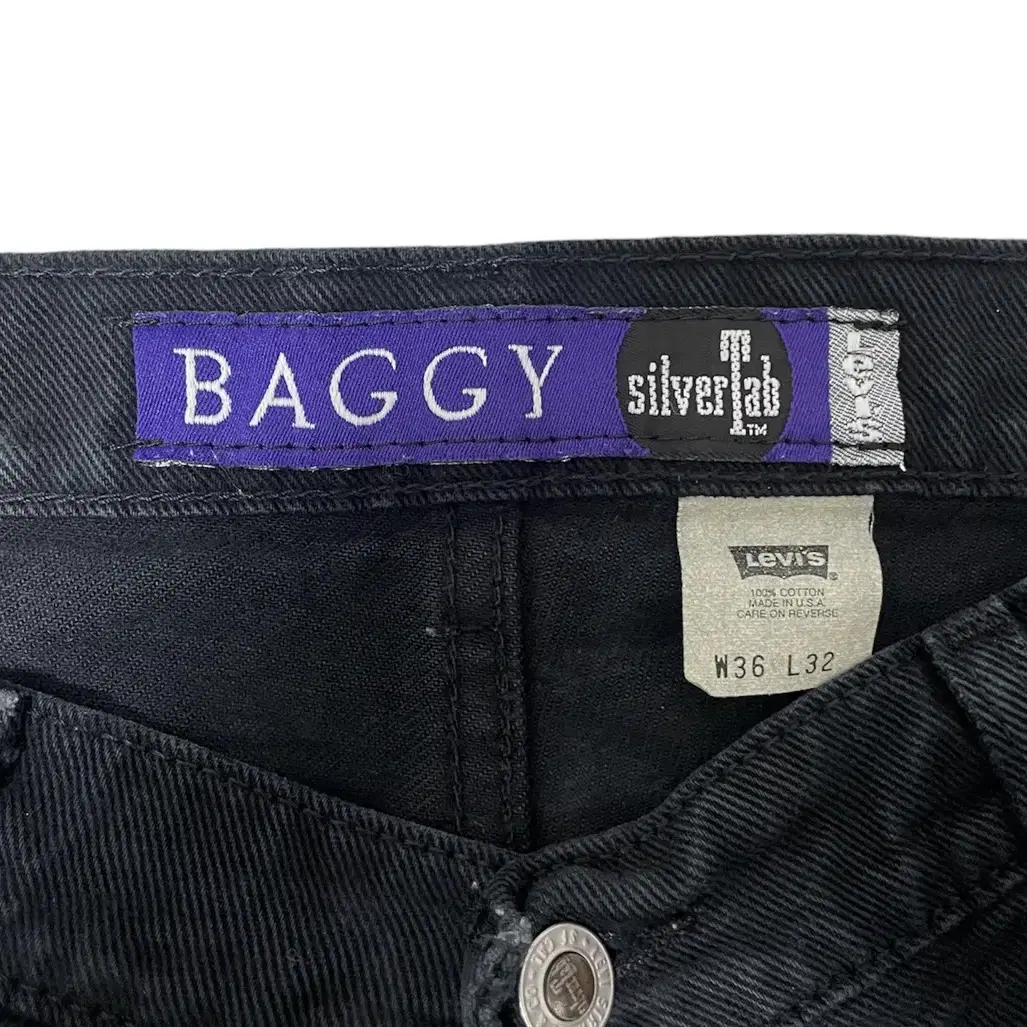 BAGGY
silverTab
TM
Levi's
LEVI'S
®
100% COTTON
MADE IN U.S.A.
CARE ON REVERSE
W36 L32